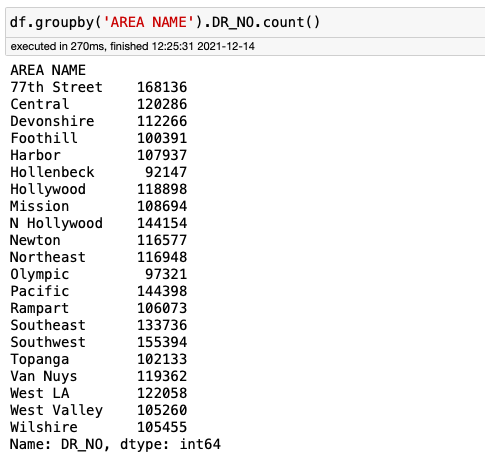 df.groupby('AREA NAME').DR_NO.count()
executed in 270ms, finished 12:25:31 2021-12-14
AREA NAME
77th Street    168136
Central        120286
Devonshire     112266
Foothill       100391
Harbor         107937
Hollenbeck      92147
Hollywood      118898
Mission        108694
N Hollywood    144154
Newton         116577
Northeast      116948
Olympic         97321
Pacific        144398
Rampart        106073
Southeast      133736
Southwest      155394
Topanga        102133
Van Nuys       119362
West LA        122058
West Valley    105260
Wilshire       105455
Name: DR_NO, dtype: int64